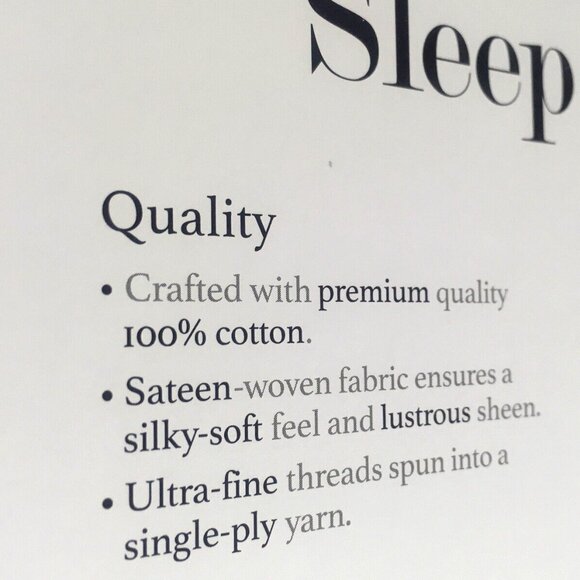 Sleep
Quality
• Crafted with premium quality
100% cotton.
• Sateen-woven fabric ensures a
silky-soft feel and lustrous sheen.
• Ultra-fine threads spun into a
single-ply yarn.